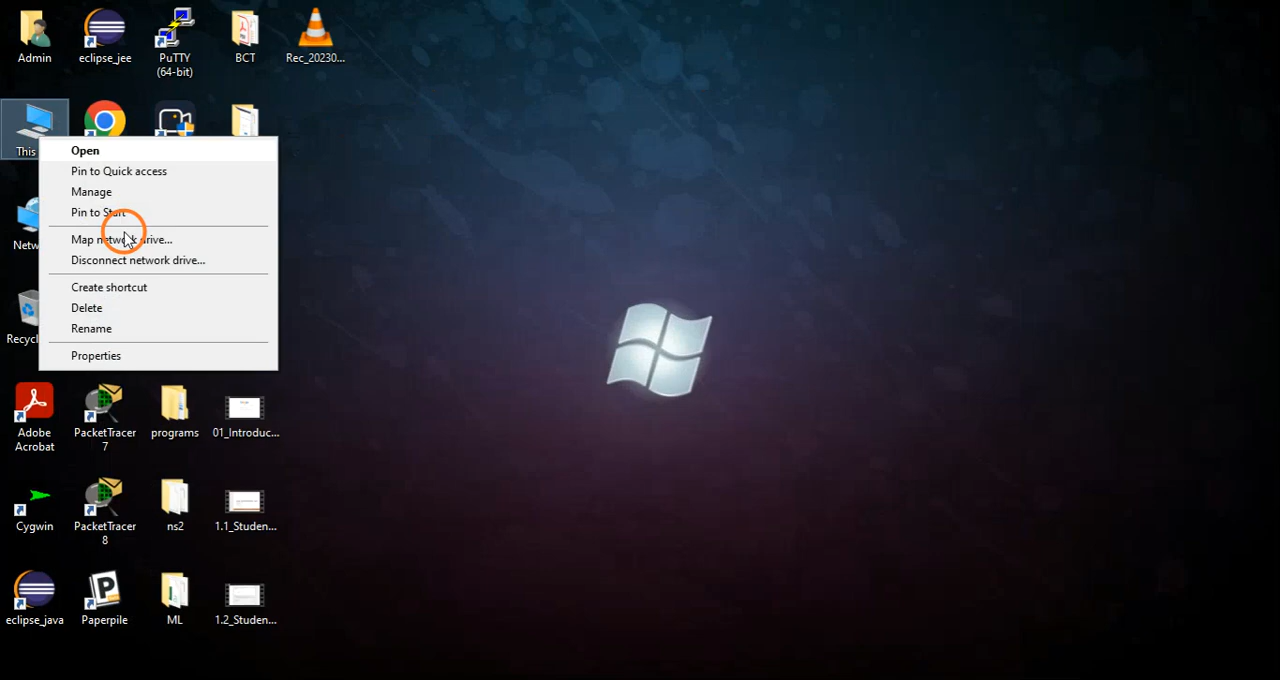 Admin
eclipse_jee
PuTTY
(64-bit)
BCT
Rec_20230...
This
Open
Pin to Quick access
Manage
Pin to Start
Map network drive...
Disconnect network drive...
Create shortcut
Delete
Rename
Properties
Netw
Recycl
Adobe
Acrobat
PacketTracer
7
programs
01_Introduc...
Cygwin
PacketTracer
8
ns2
1.1_Studen...
eclipse_java
Paperpile
ML
1.2_Studen...